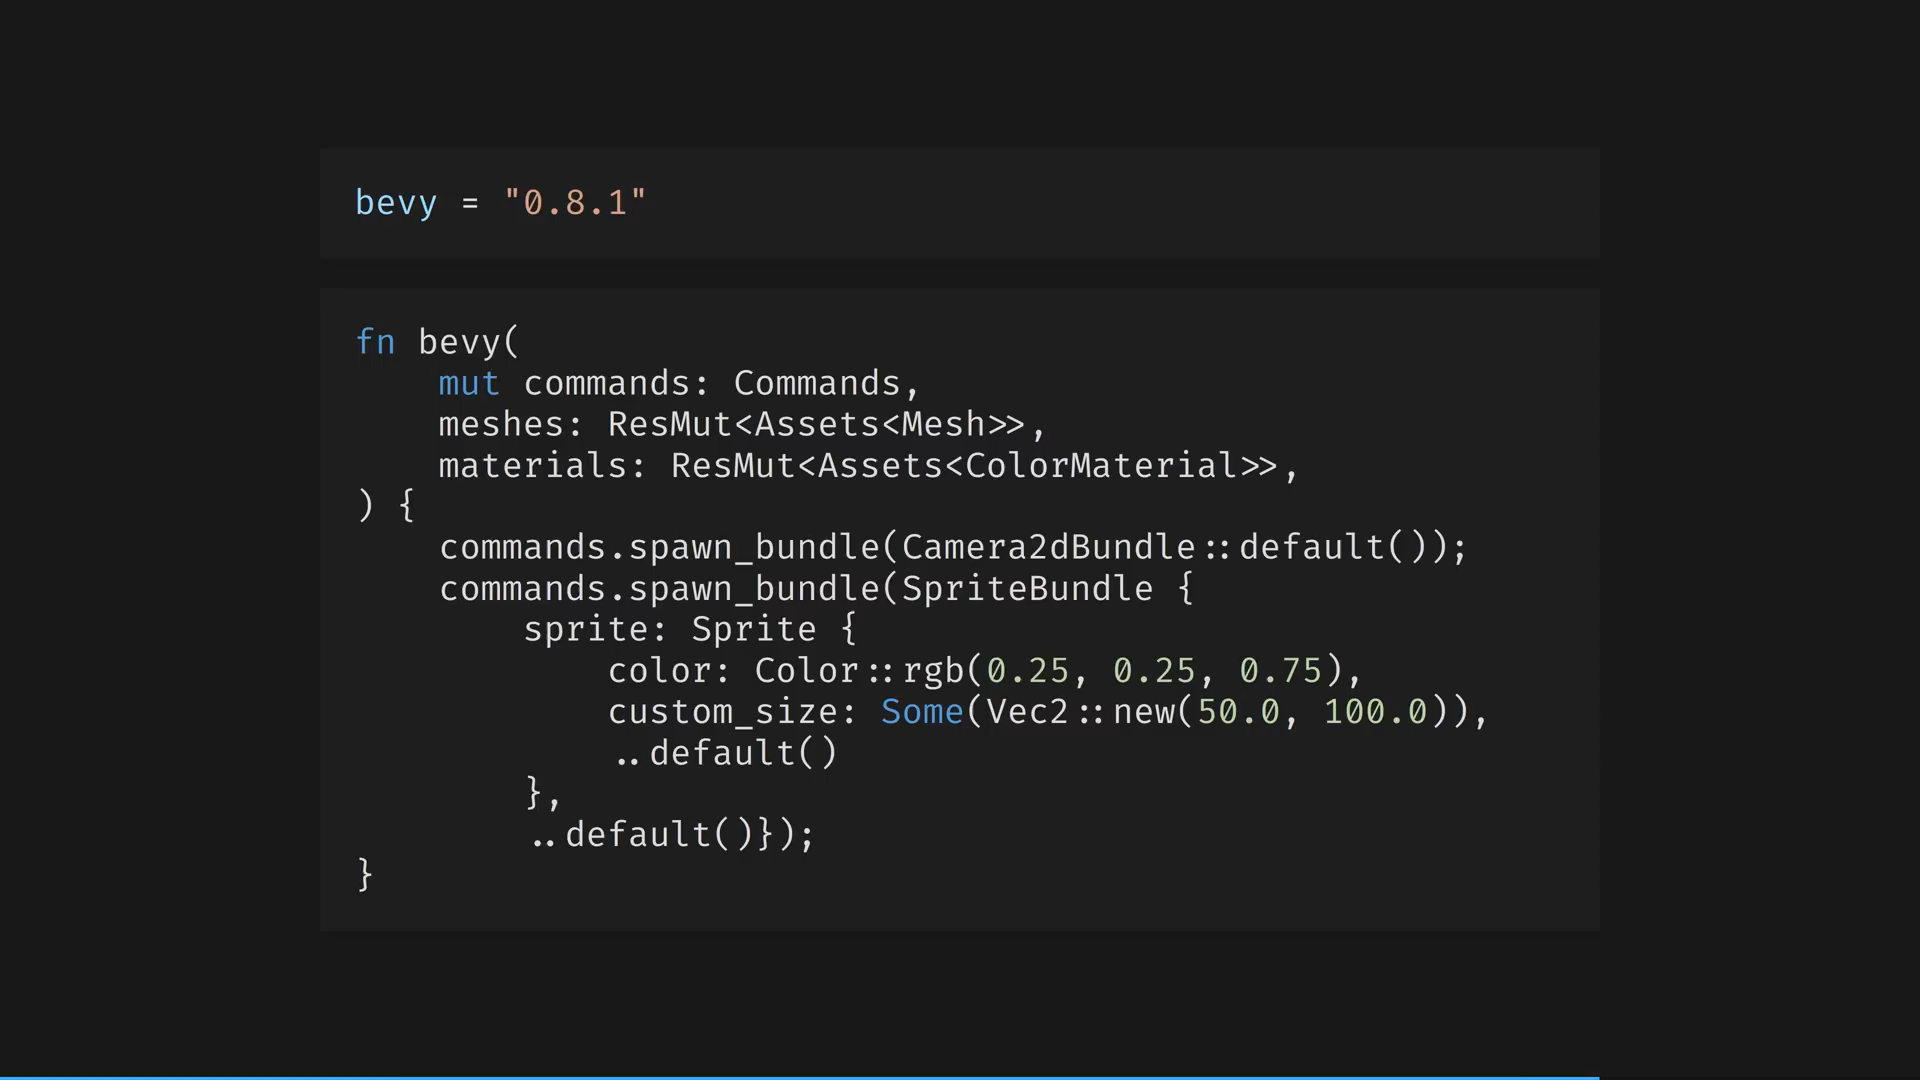 bevy = "0.8.1"
fn bevy(
    mut commands: Commands,
    meshes: ResMut<Assets<Mesh>>,
    materials: ResMut<Assets<ColorMaterial>>,
) {
    commands.spawn_bundle(Camera2dBundle::default());
    commands.spawn_bundle(SpriteBundle {
        sprite: Sprite {
            color: Color::rgb(0.25, 0.25, 0.75),
            custom_size: Some(Vec2::new(50.0, 100.0)),
            ..default()
        },
        ..default()});
}